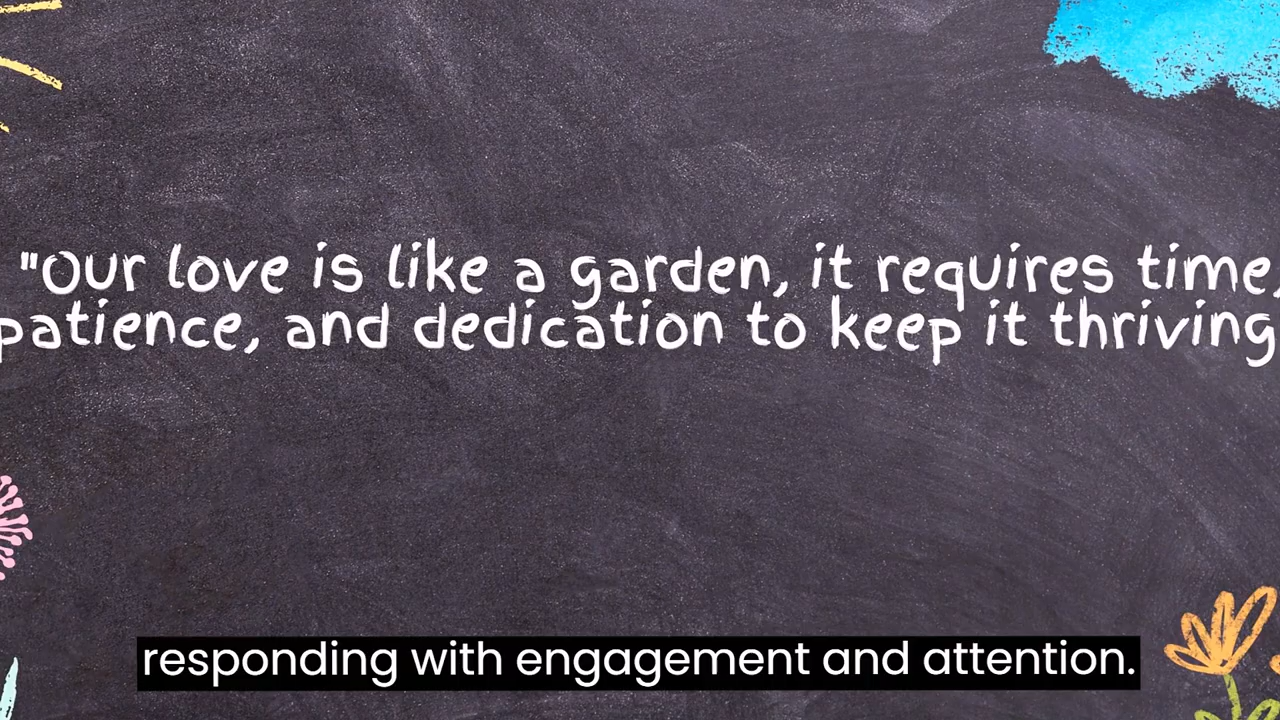 "Our love is like a garden, it requires time,
patience, and dedication to keep it thriving
responding with engagement and attention.